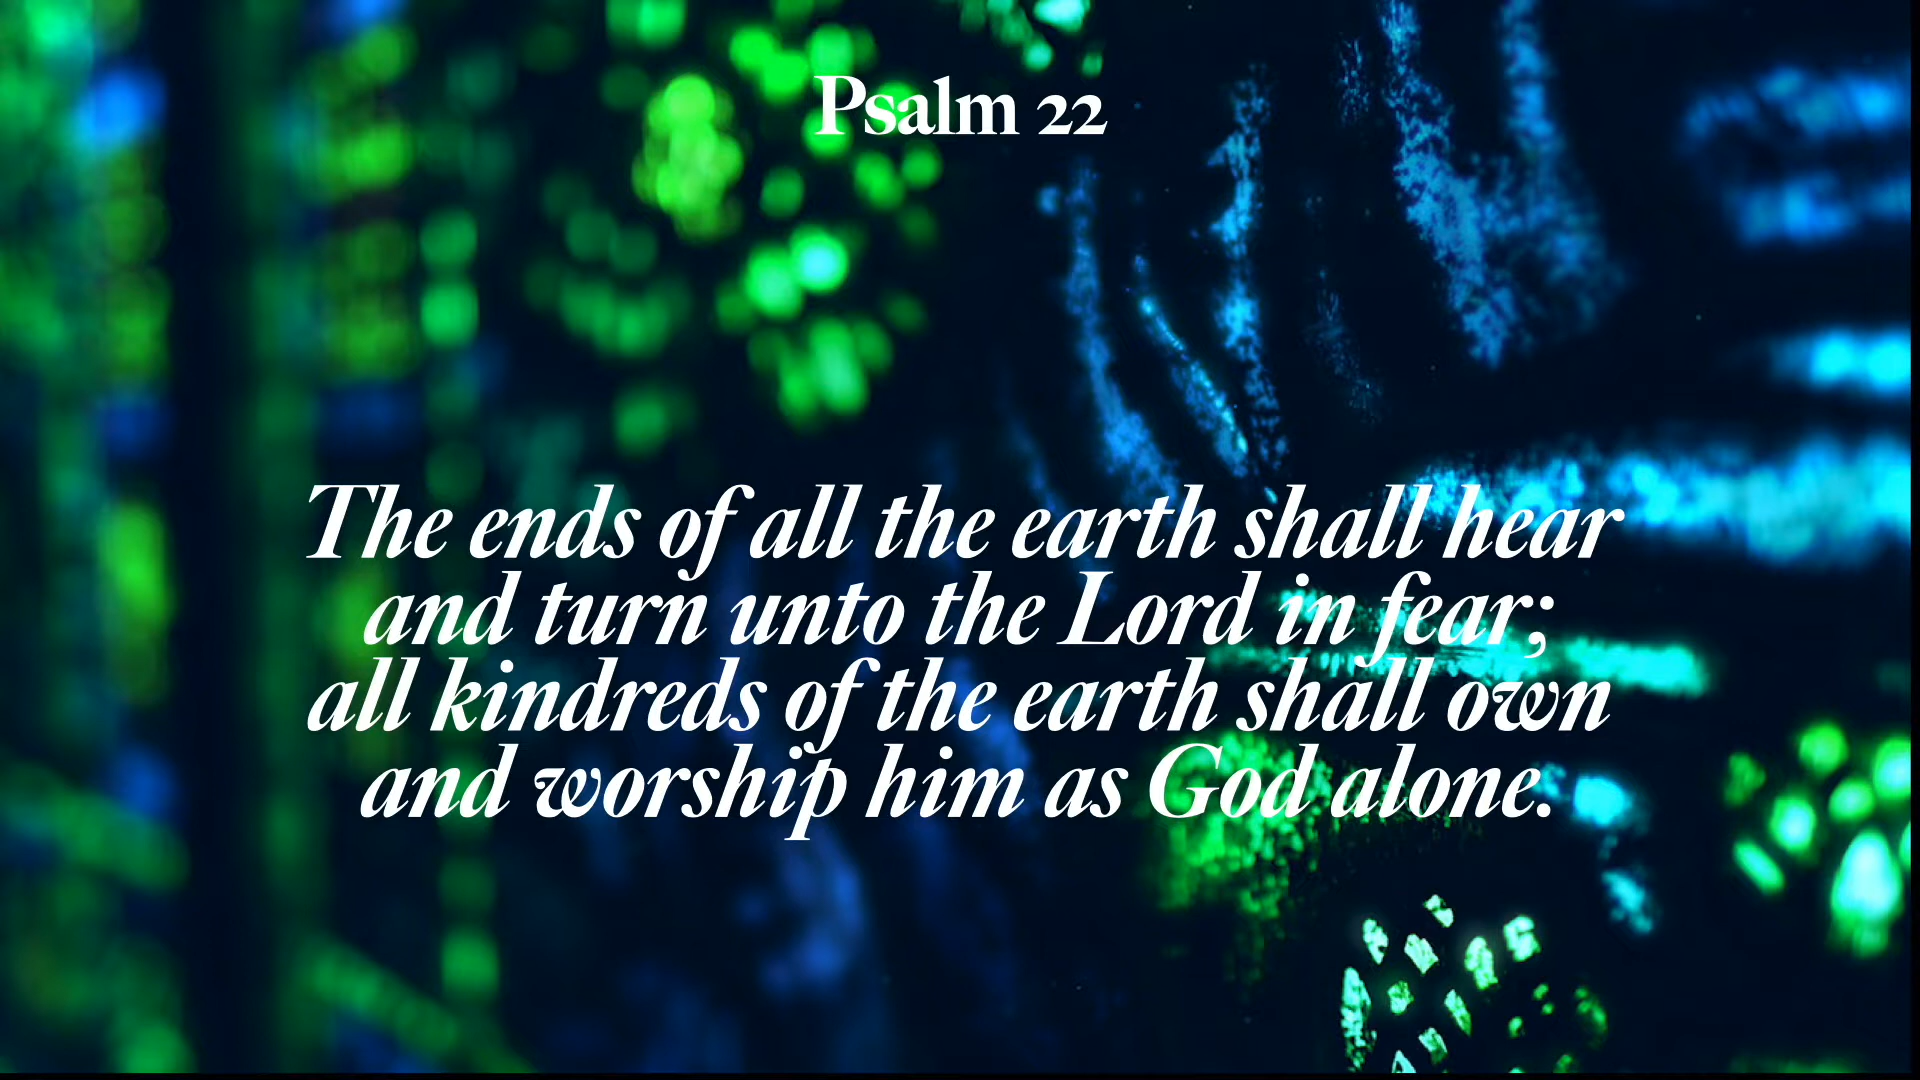 Psalm 22
The ends of all the earth shall hear
and turn unto the Lord in fear;
all kindreds of the earth shall own
and worship him as God alone.